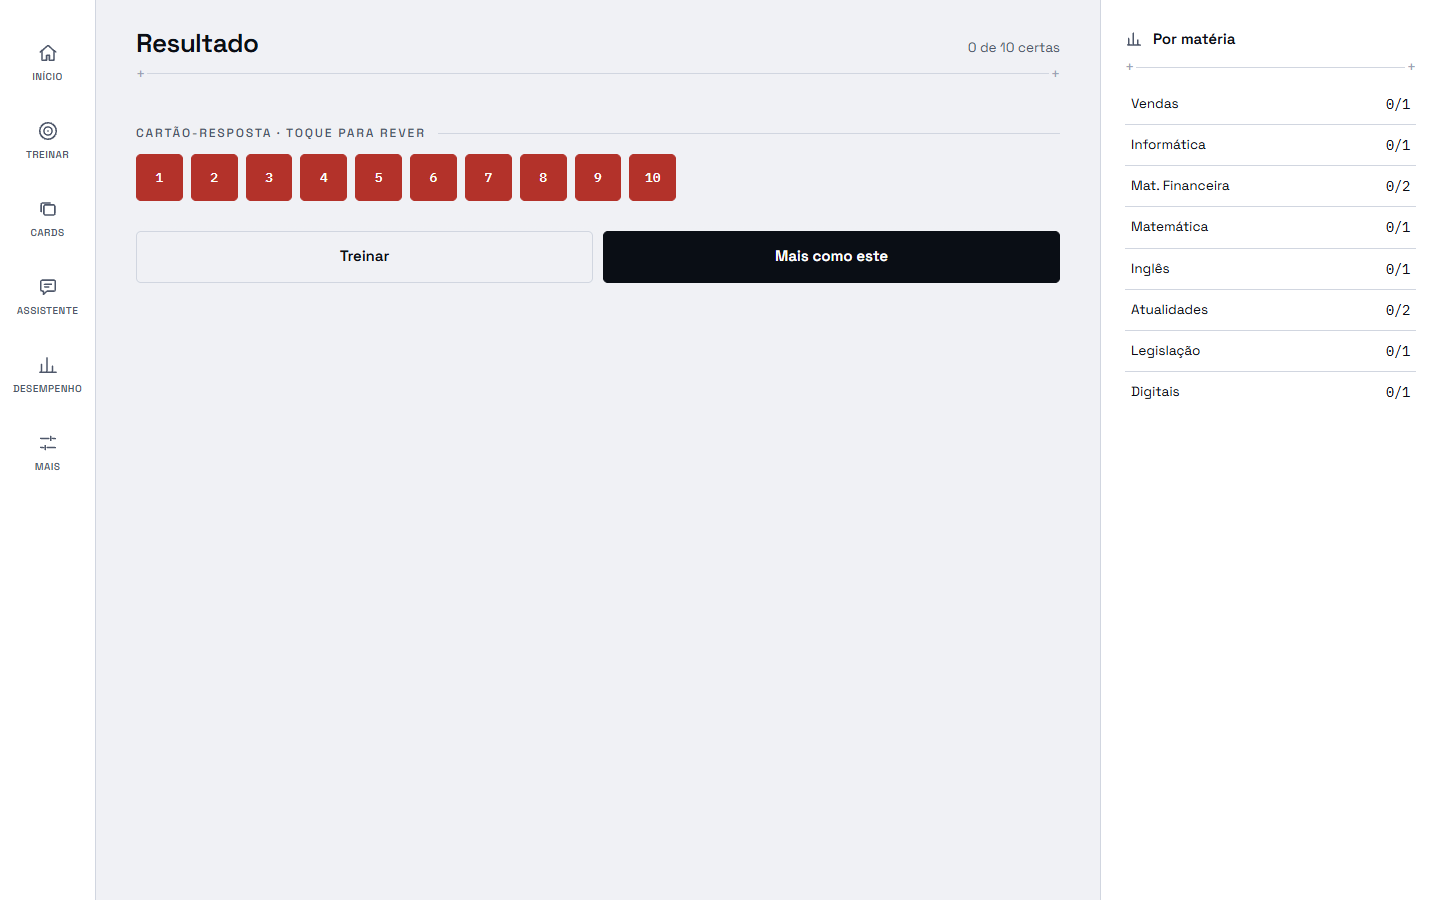 INÍCIO
TREINAR
CARDS
ASSISTENTE
DESEMPENHO
MAIS
Resultado
0 de 10 certas
CARTÃO-RESPOSTA · TOQUE PARA REVER
1 2 3 4 5 6 7 8 9 10
Treinar
Mais como este
Por matéria
Vendas 0/1
Informática 0/1
Mat. Financeira 0/2
Matemática 0/1
Inglês 0/1
Atualidades 0/2
Legislação 0/1
Digitais 0/1